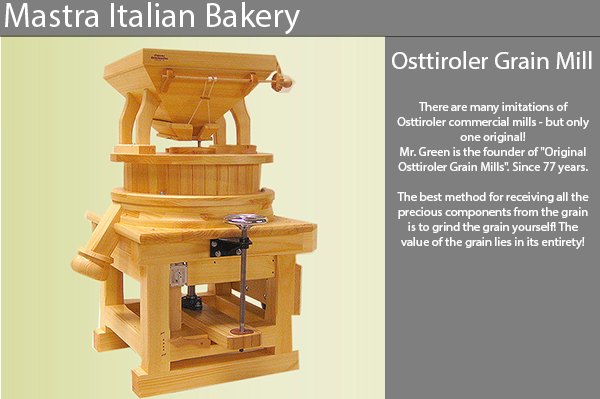 Mastra Italian Bakery
Osttiroler Grain Mill
There are many imitations of
Osttiroler commercial mills - but only
one original!
Mr. Green is the founder of "Original
Osttiroler Grain Mills". Since 77 years.
The best method for receiving all the
precious components from the grain
is to grind the grain yourself! The
value of the grain lies in its entirety!